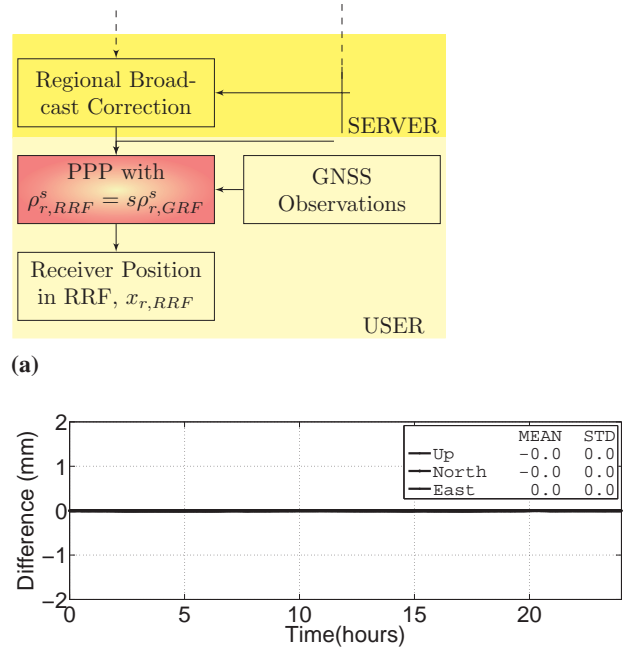 Regional Broad-
cast Correction
SERVER
PPP with
ρ^s_{r,RRF} = sρ^s_{r,GRF}
GNSS
Observations
Receiver Position
in RRF, x_{r,RRF}
USER
(a)
Difference (mm)
2
1
0
−1
−2
MEAN STD
Up -0.0 0.0
North -0.0 0.0
East 0.0 0.0
0 5 10 15 20
Time(hours)